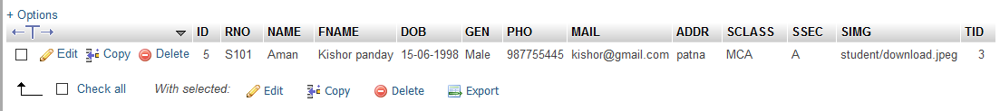 + Options
ID RNO NAME FNAME DOB GEN PHO MAIL ADDR SCLASS SSEC SIMG TID
Edit Copy Delete 5 S101 Aman Kishor panday 15-06-1998 Male 987755445 kishor@gmail.com patna MCA A student/download.jpeg 3
Check all With selected: Edit Copy Delete Export